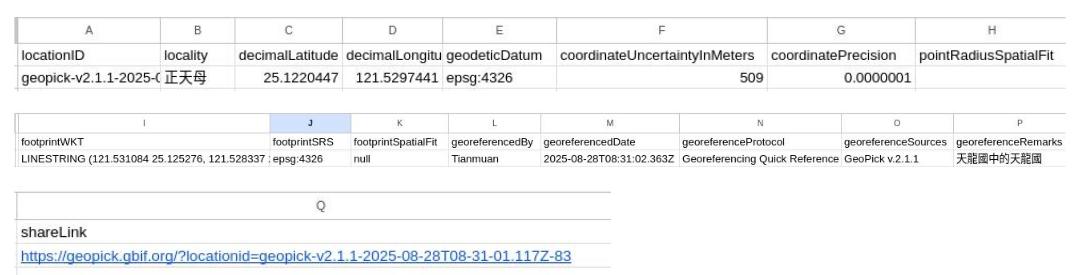 A B C D E F G H
locationID locality decimalLatitude decimalLongitu geodeticDatum coordinateUncertaintyInMeters coordinatePrecision pointRadiusSpatialFit
geopick-v2.1.1-2025-0 正天母 25.1220447 121.5297441 epsg:4326 509 0.0000001
I J K L M N O P
footprintWKT footprintSRS footprintSpatialFit georeferencedBy georeferencedDate georeferenceProtocol georeferenceSources georeferenceRemarks
LINESTRING (121.531084 25.125276, 121.528337 epsg:4326 null Tianmuan 2025-08-28T08:31:02.363Z Georeferencing Quick Reference GeoPick v.2.1.1 天龍國中的天龍國
Q
shareLink
https://geopick.gbif.org/?locationid=geopick-v2.1.1-2025-08-28T08-31-01.117Z-83